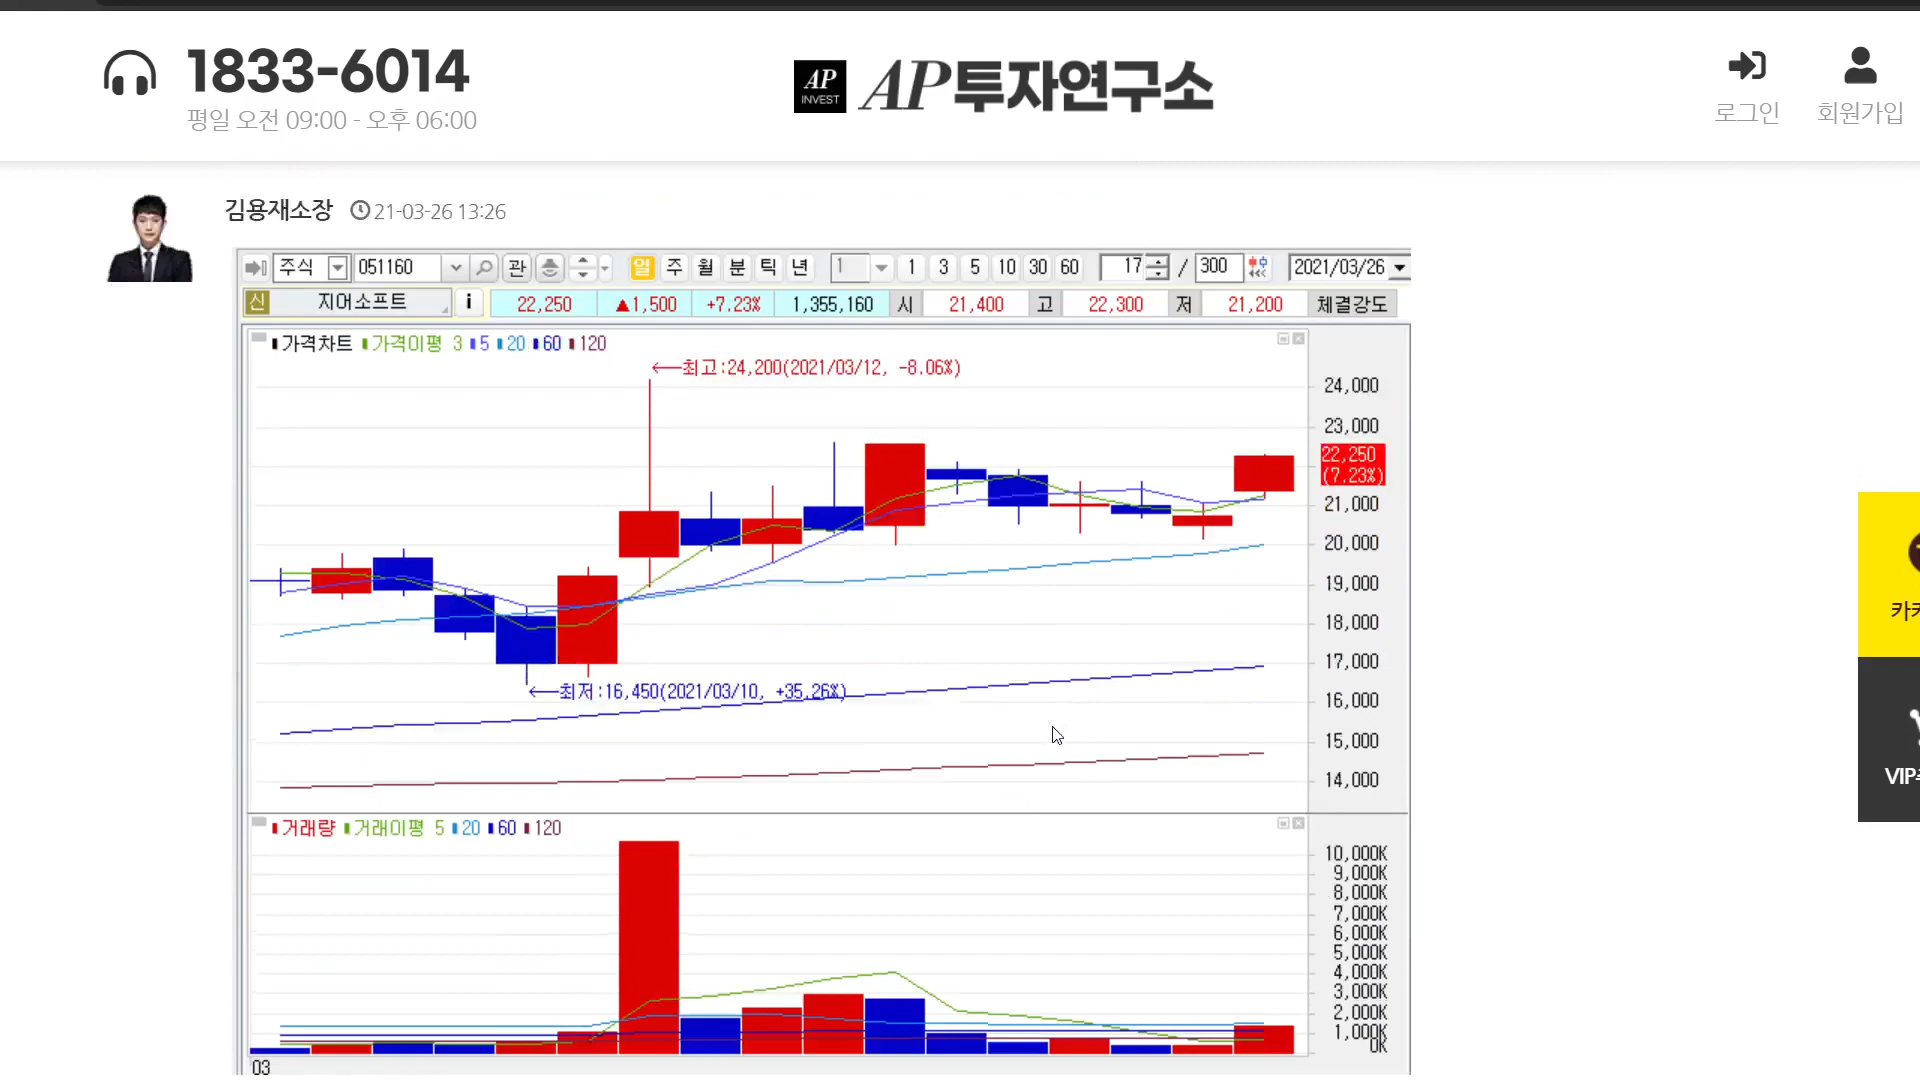 1833-6014
평일 오전 09:00 - 오후 06:00
AP INVEST
AP투자연구소
로그인
회원가입
김용재소장 21-03-26 13:26
주식 051160 관 일 주 월 분 틱 년 1 1 3 5 10 30 60 17 / 300 2021/03/26
신 지어소프트 i 22,250 ▲1,500 +7.23% 1,355,160 시 21,400 고 22,300 저 21,200 체결강도
가격차트 가격이평 3 5 20 60 120
←최고:24,200(2021/03/12, -8.06%)
24,000
23,000
22,250
(7.23%)
21,000
20,000
19,000
18,000
17,000
←최저:16,450(2021/03/10, +35.26%)
16,000
15,000
14,000
카카
VIP
거래량 거래이평 5 20 60 120
10,000K
9,000K
8,000K
7,000K
6,000K
5,000K
4,000K
3,000K
2,000K
1,000K
0K
03